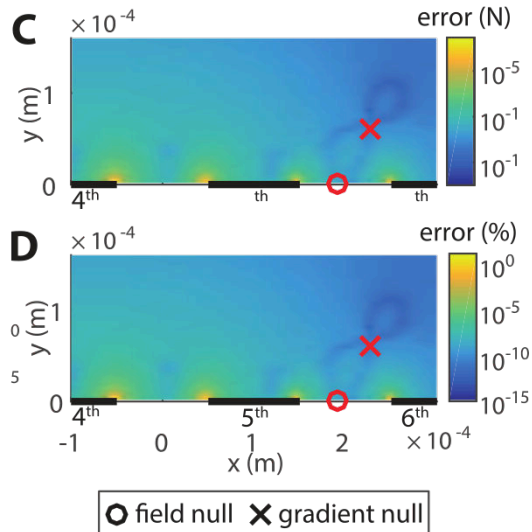 C
× 10⁻⁴
error (N)
1
y (m)
0
10⁻⁵
10⁻¹
10⁻¹
4ᵗʰ
ᵗʰ
ᵗʰ
D
× 10⁻⁴
error (%)
1
y (m)
0
0
5
10⁰
10⁻⁵
10⁻¹⁰
10⁻¹⁵
4ᵗʰ 5ᵗʰ 6ᵗʰ
-1 0 1 2 × 10⁻⁴
x (m)
field null gradient null